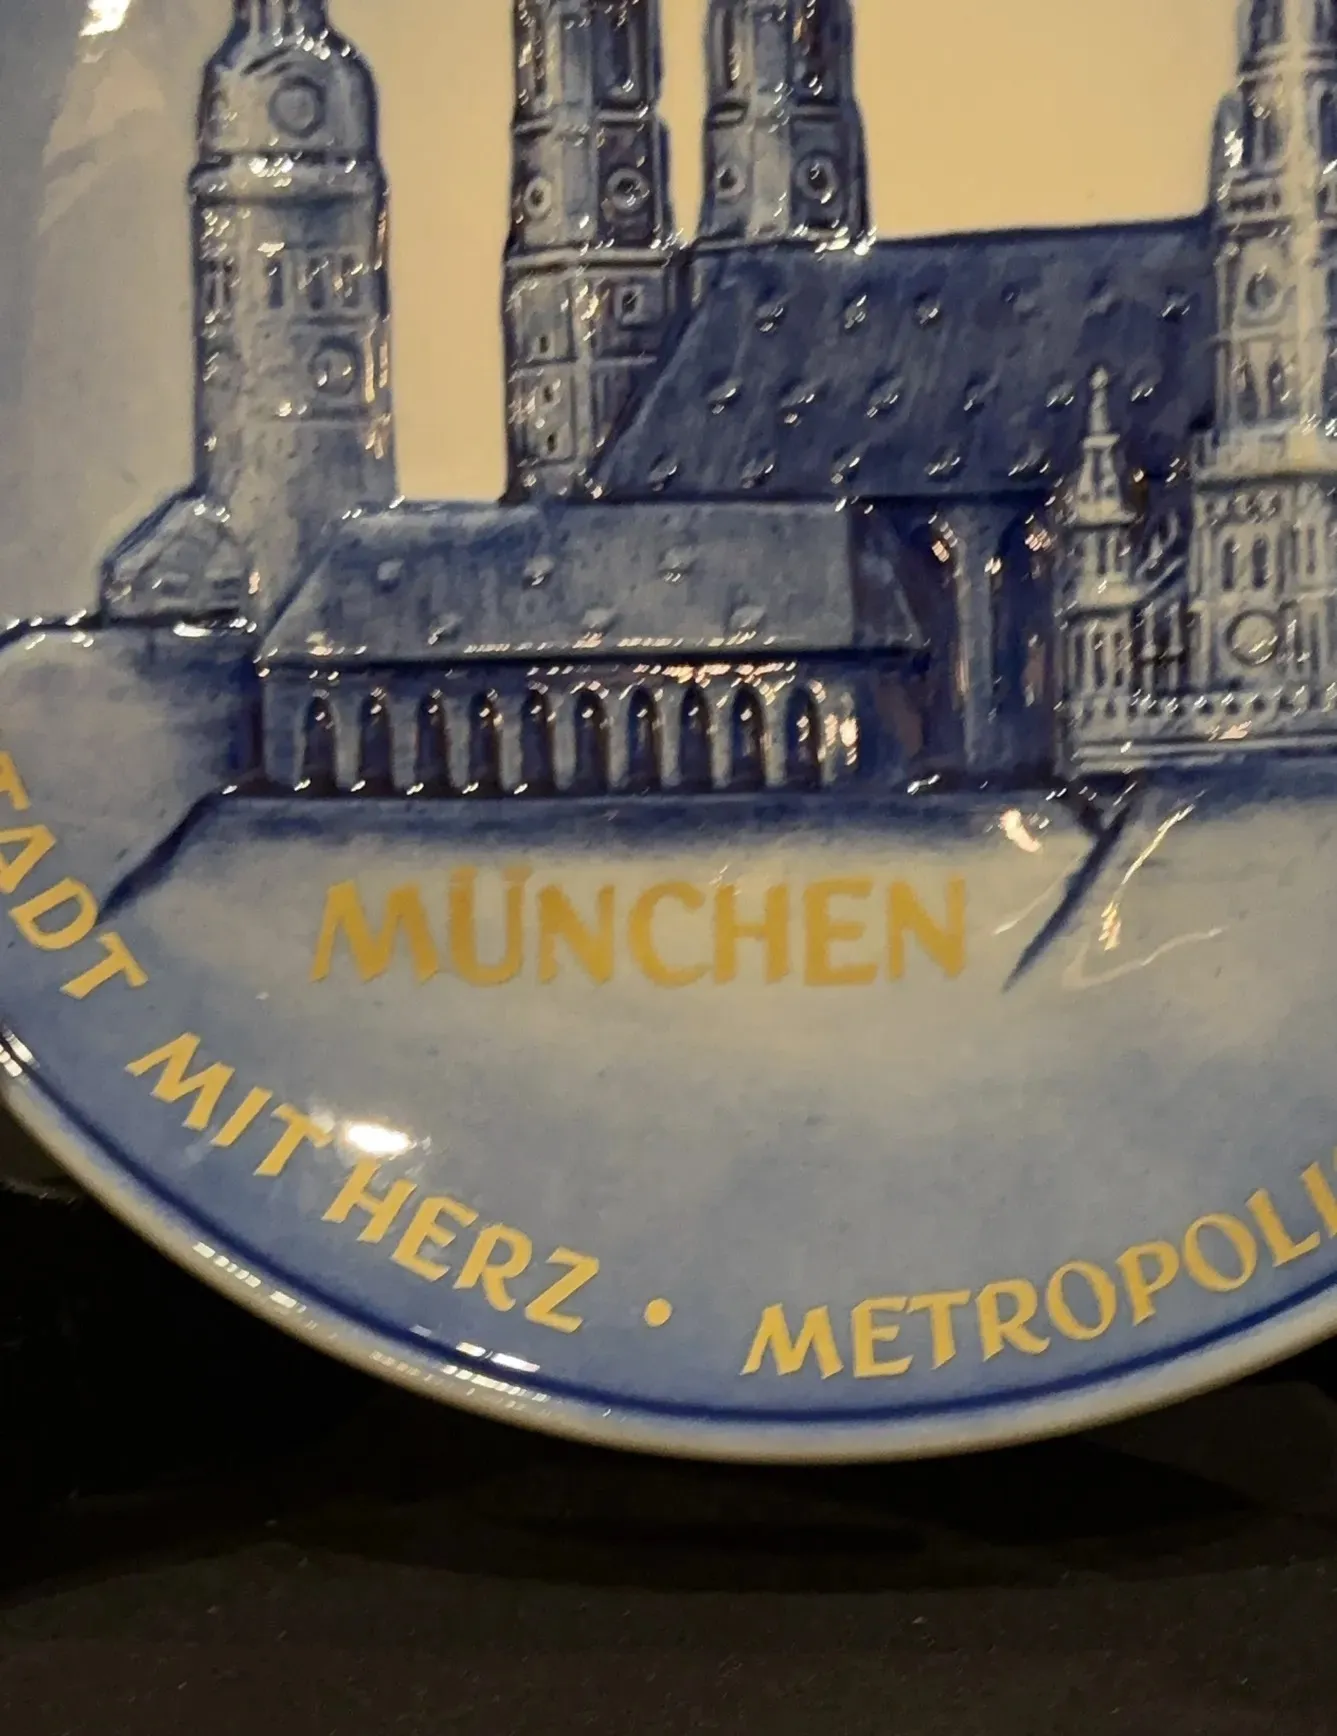 MÜNCHEN
TADT MIT HERZ • METROPOLI